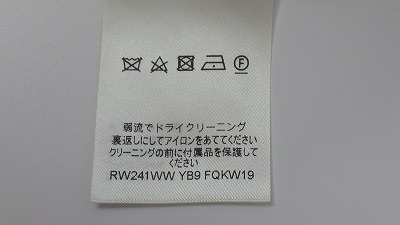 F
弱流でドライクリーニング
裏返しにしてアイロンをあててください
クリーニングの前に付属品を保護して
ください
RW241WW YB9 FQKW19